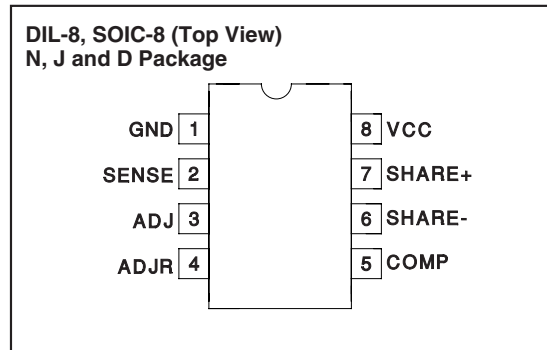 DIL-8, SOIC-8 (Top View)
N, J and D Package
GND 1 8 VCC
SENSE 2 7 SHARE+
ADJ 3 6 SHARE-
ADJR 4 5 COMP